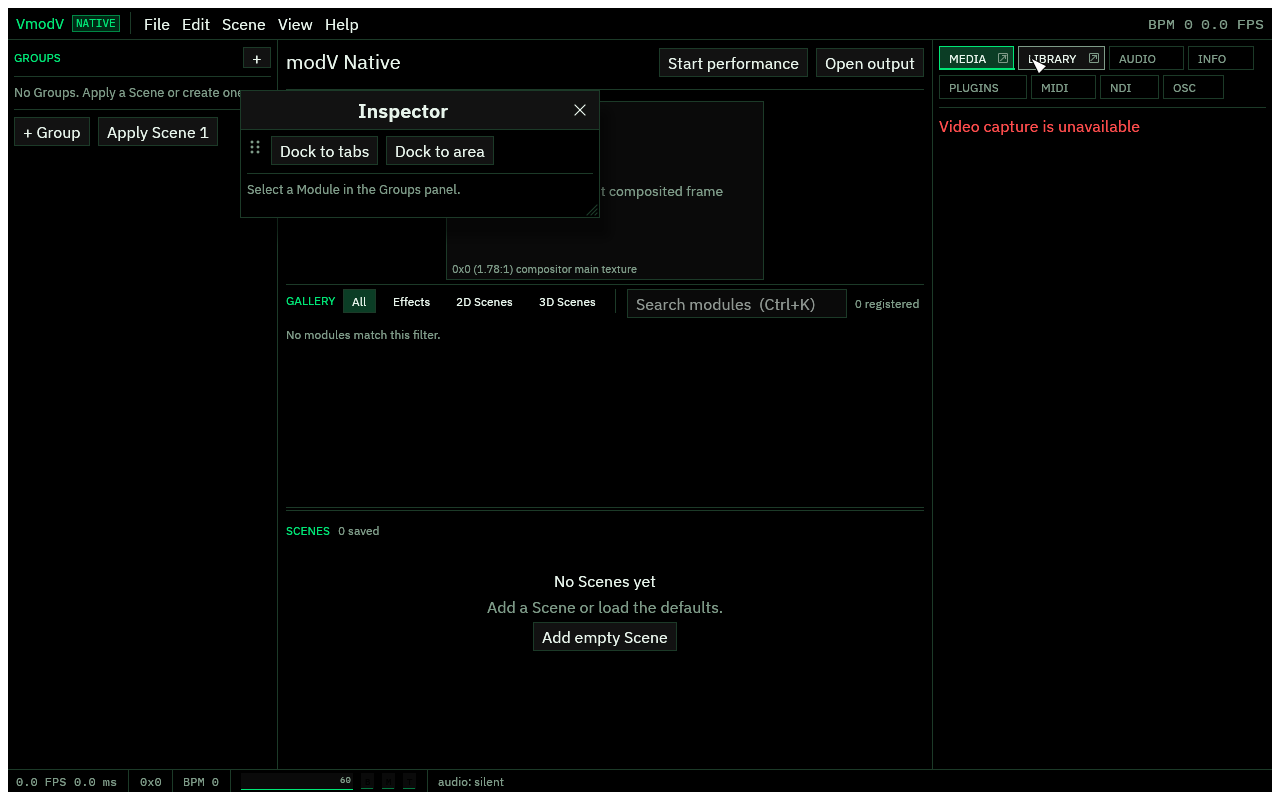 VmodV NATIVE File Edit Scene View Help BPM 0 0.0 FPS
GROUPS +
No Groups. Apply a Scene or create one
+ Group Apply Scene 1
modV Native Start performance Open output
Inspector
Dock to tabs Dock to area
Select a Module in the Groups panel.
t composited frame
0x0 (1.78:1) compositor main texture
GALLERY All Effects 2D Scenes 3D Scenes Search modules (Ctrl+K) 0 registered
No modules match this filter.
SCENES 0 saved
No Scenes yet
Add a Scene or load the defaults.
Add empty Scene
MEDIA LIBRARY AUDIO INFO
PLUGINS MIDI NDI OSC
Video capture is unavailable
0.0 FPS 0.0 ms 0x0 BPM 0 60 audio: silent